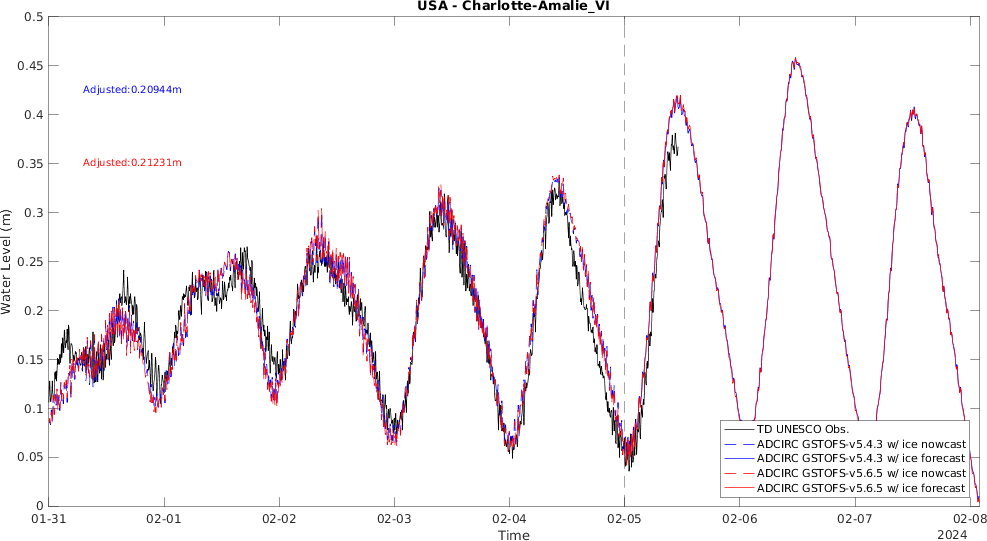 USA - Charlotte-Amalie_VI
0.5
0.45
0.4
0.35
0.3
0.25
0.2
0.15
0.1
0.05
0
Water Level (m)
Adjusted:0.20944m
Adjusted:0.21231m
TD UNESCO Obs.
ADCIRC GSTOFS-v5.4.3 w/ ice nowcast
ADCIRC GSTOFS-v5.4.3 w/ ice forecast
ADCIRC GSTOFS-v5.6.5 w/ ice nowcast
ADCIRC GSTOFS-v5.6.5 w/ ice forecast
01-31 02-01 02-02 02-03 02-04 02-05 02-06 02-07 02-08
Time
2024